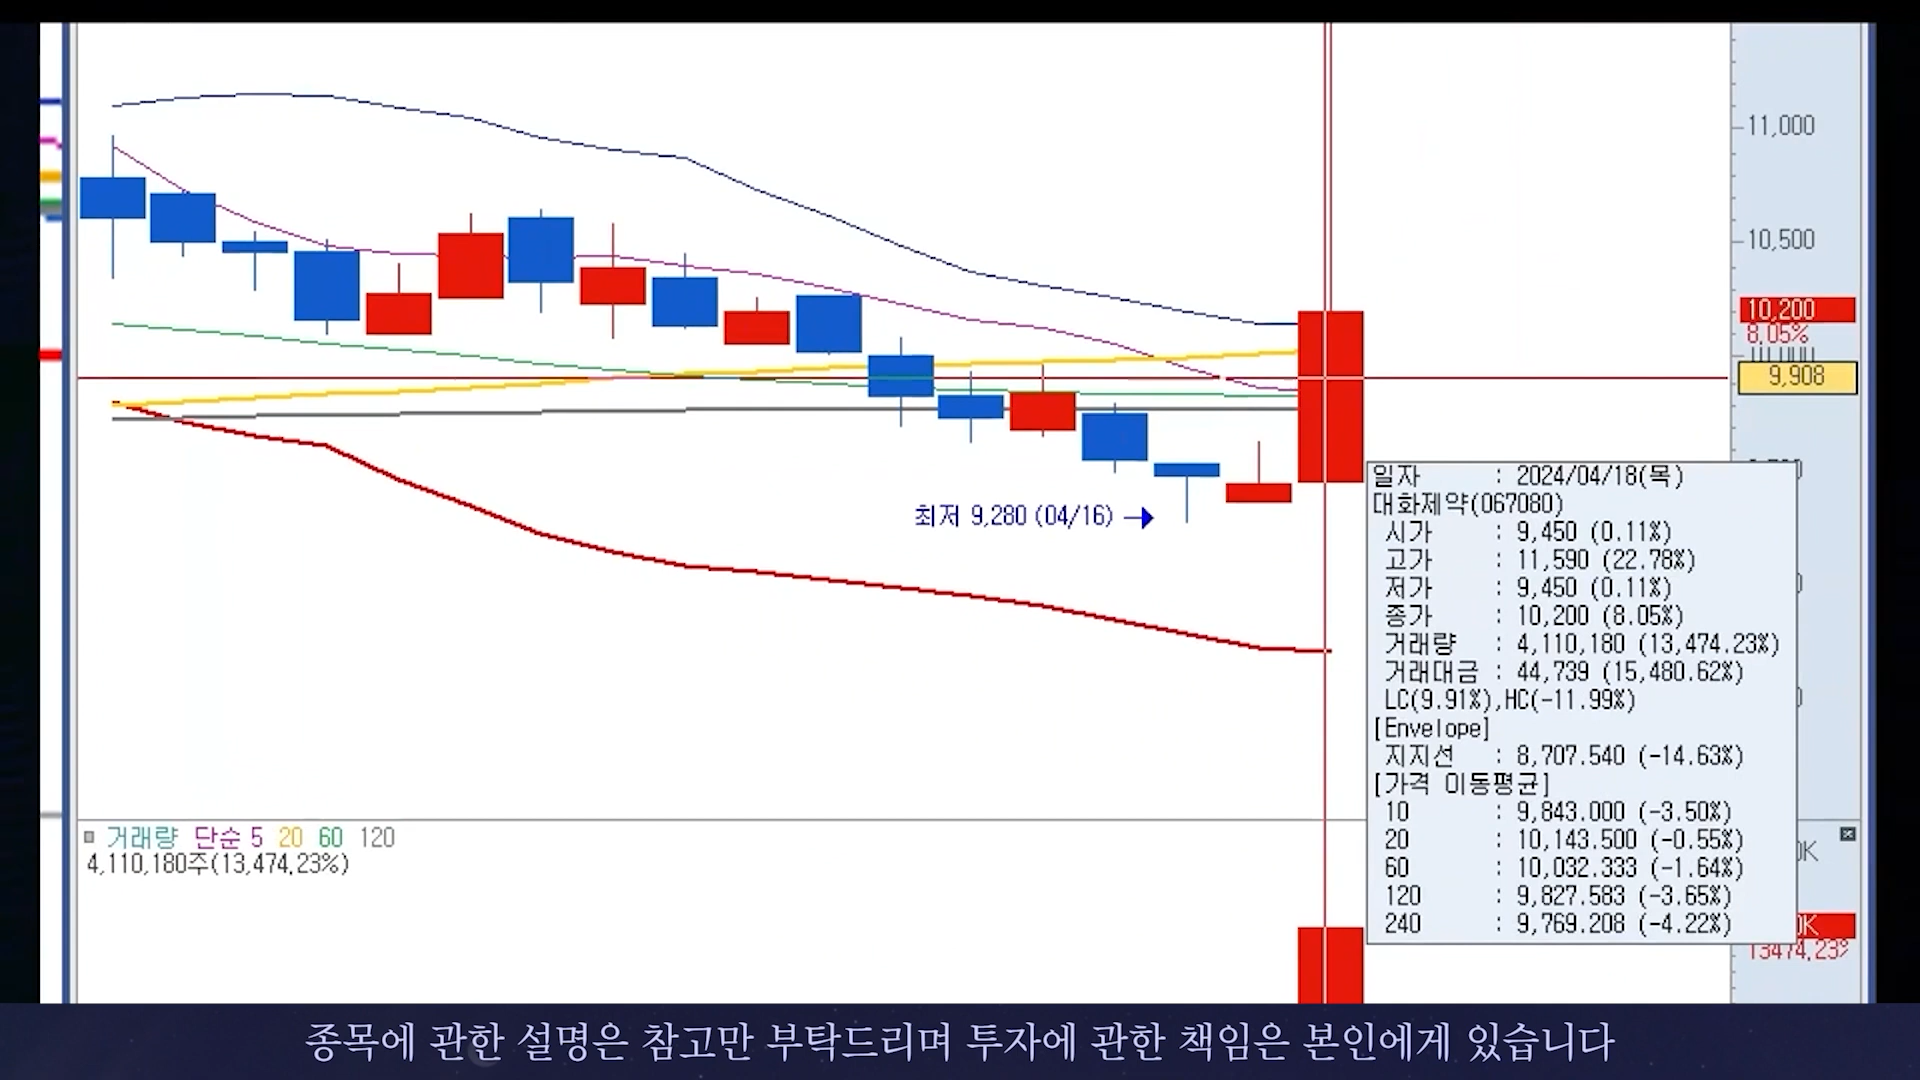 11,000
10,500
10,200
8.05%
9,908
최저 9,280 (04/16)
일자 : 2024/04/18(목)
대화제약(067080)
시가 : 9,450 (0.11%)
고가 : 11,590 (22.78%)
저가 : 9,450 (0.11%)
종가 : 10,200 (8.05%)
거래량 : 4,110,180 (13,474.23%)
거래대금 : 44,739 (15,480.62%)
LC(9.91%),HC(-11.99%)
[Envelope]
지지선 : 8,707.540 (-14.63%)
[가격 이동평균]
10 : 9,843.000 (-3.50%)
20 : 10,143.500 (-0.55%)
60 : 10,032.333 (-1.64%)
120 : 9,827.583 (-3.65%)
240 : 9,769.208 (-4.22%)
거래량 단순 5 20 60 120
4,110,180주(13,474.23%)
13474.23%
종목에 관한 설명은 참고만 부탁드리며 투자에 관한 책임은 본인에게 있습니다